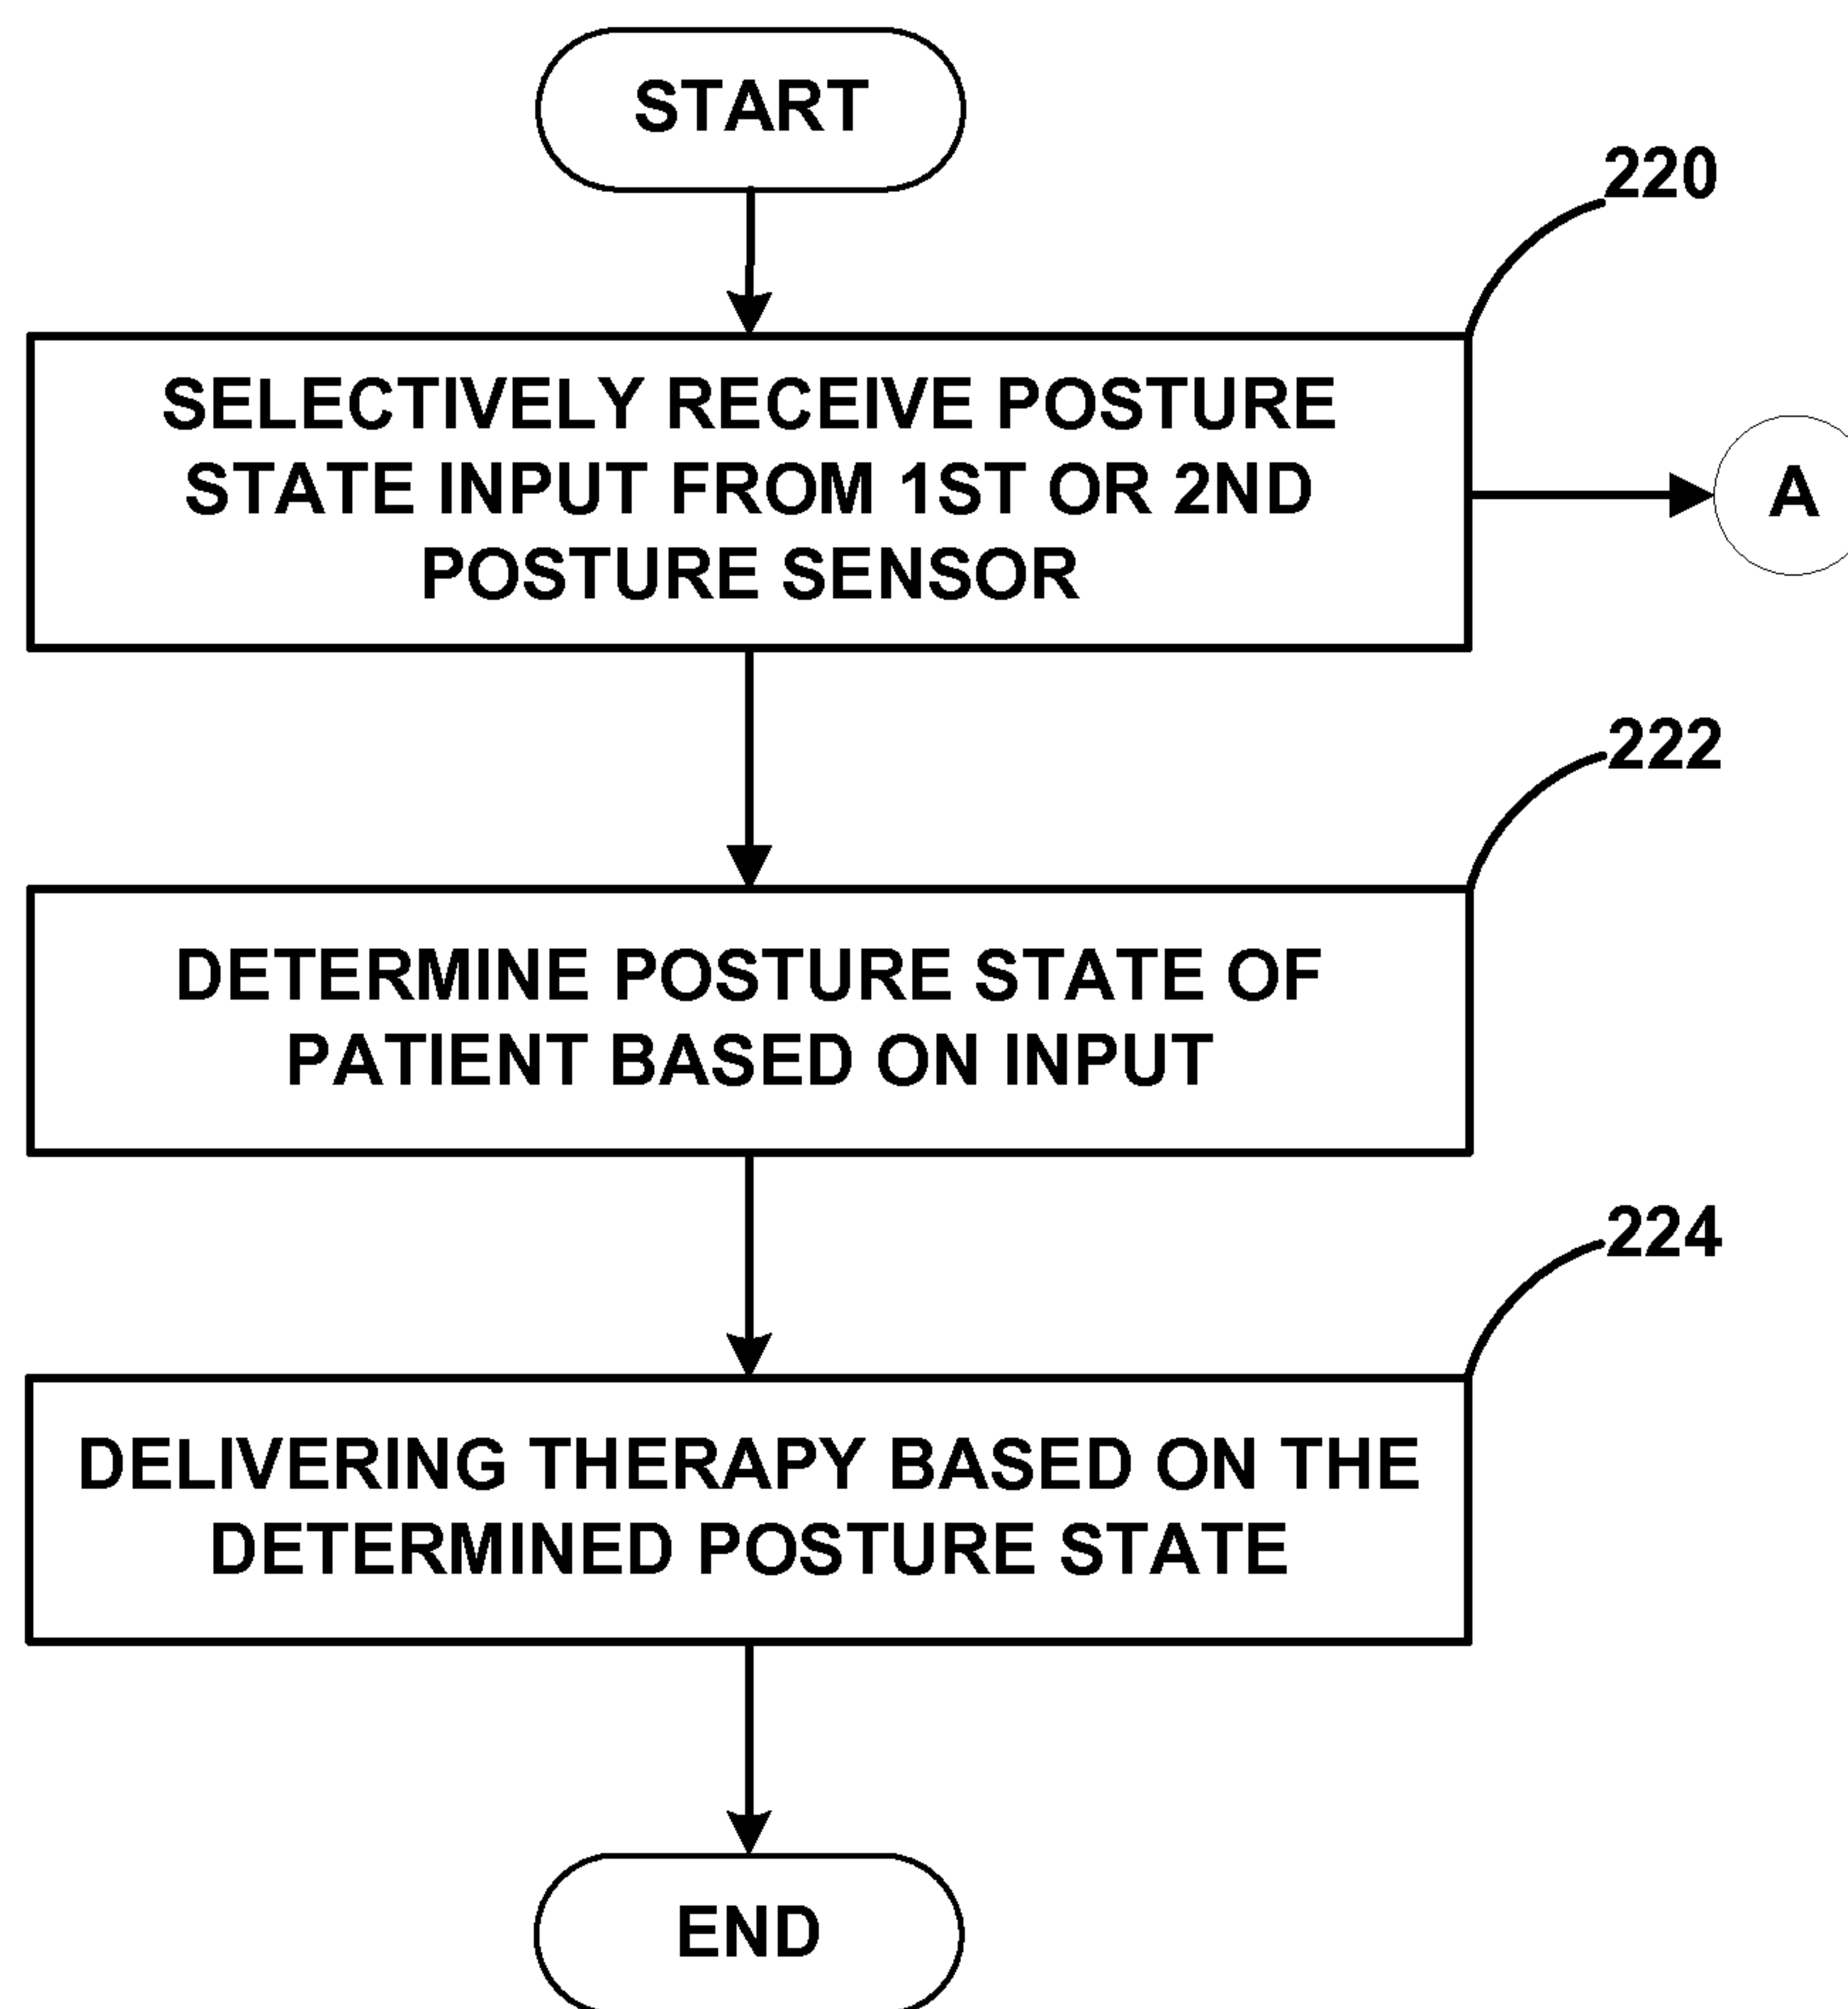 START
220
SELECTIVELY RECEIVE POSTURE
STATE INPUT FROM 1ST OR 2ND
POSTURE SENSOR
A
222
DETERMINE POSTURE STATE OF
PATIENT BASED ON INPUT
224
DELIVERING THERAPY BASED ON THE
DETERMINED POSTURE STATE
END